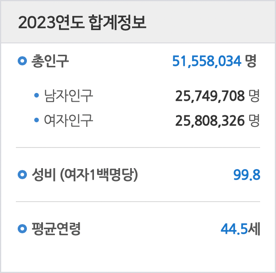 2023연도 합계정보
총인구 51,558,034 명
남자인구 25,749,708 명
여자인구 25,808,326 명
성비 (여자1백명당) 99.8
평균연령 44.5세